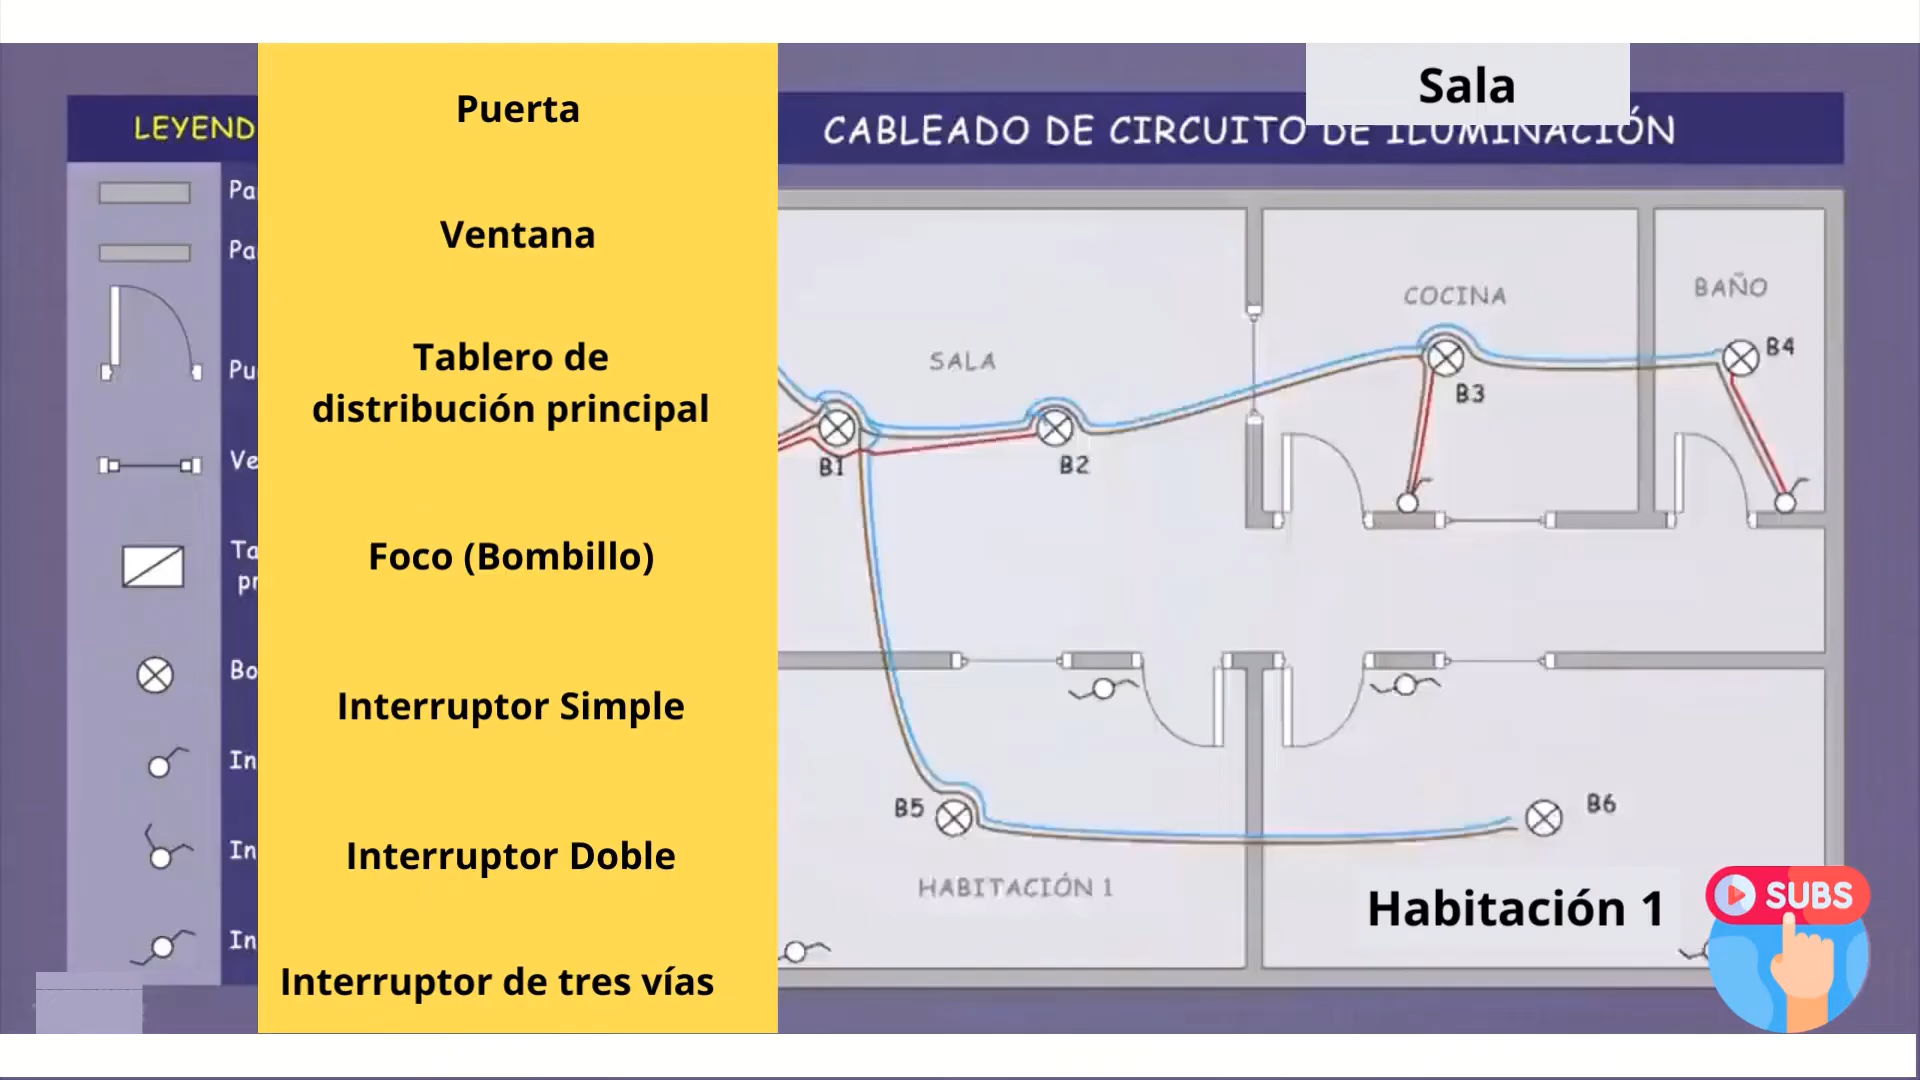 Sala
LEYEND
CABLEADO DE CIRCUITO DE ILUMINACIÓN
Puerta
Ventana
Tablero de
distribución principal
Foco (Bombillo)
Interruptor Simple
Interruptor Doble
Interruptor de tres vías
Pa
Pa
Pu
Ve
Ta
pr
Bo
In
In
In
SALA
COCINA
BAÑO
B1
B2
B3
B4
B5
B6
HABITACIÓN 1
Habitación 1
SUBS